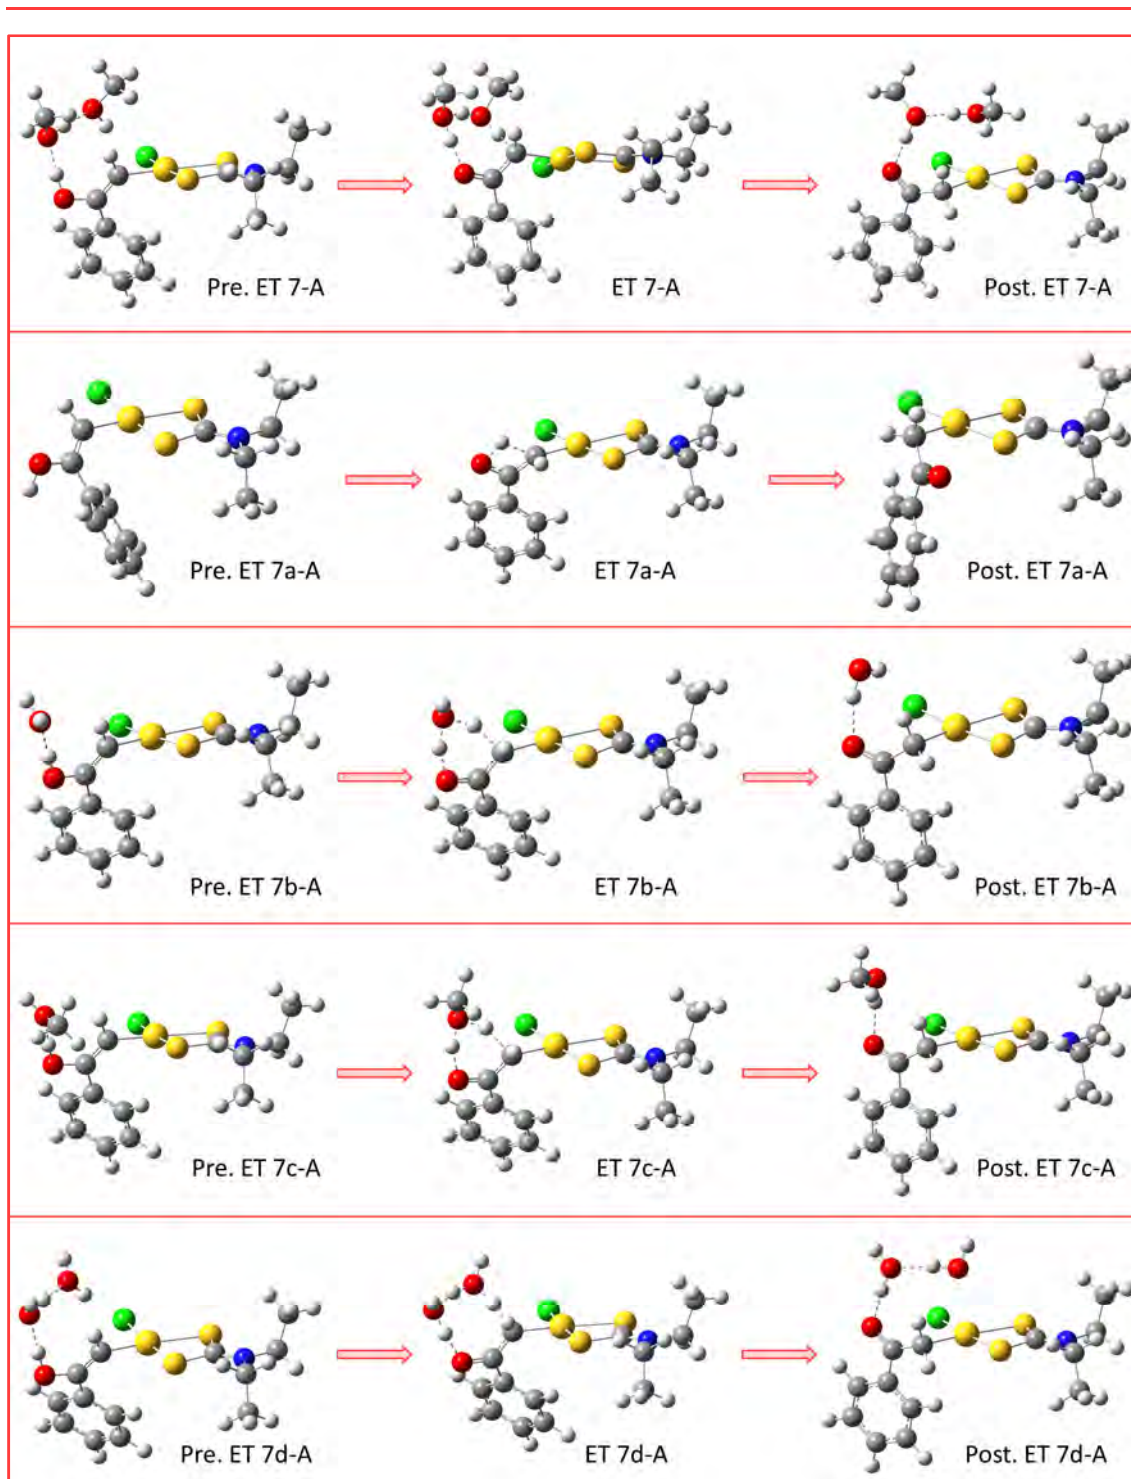 Pre. ET 7-A
ET 7-A
Post. ET 7-A
Pre. ET 7a-A
ET 7a-A
Post. ET 7a-A
Pre. ET 7b-A
ET 7b-A
Post. ET 7b-A
Pre. ET 7c-A
ET 7c-A
Post. ET 7c-A
Pre. ET 7d-A
ET 7d-A
Post. ET 7d-A